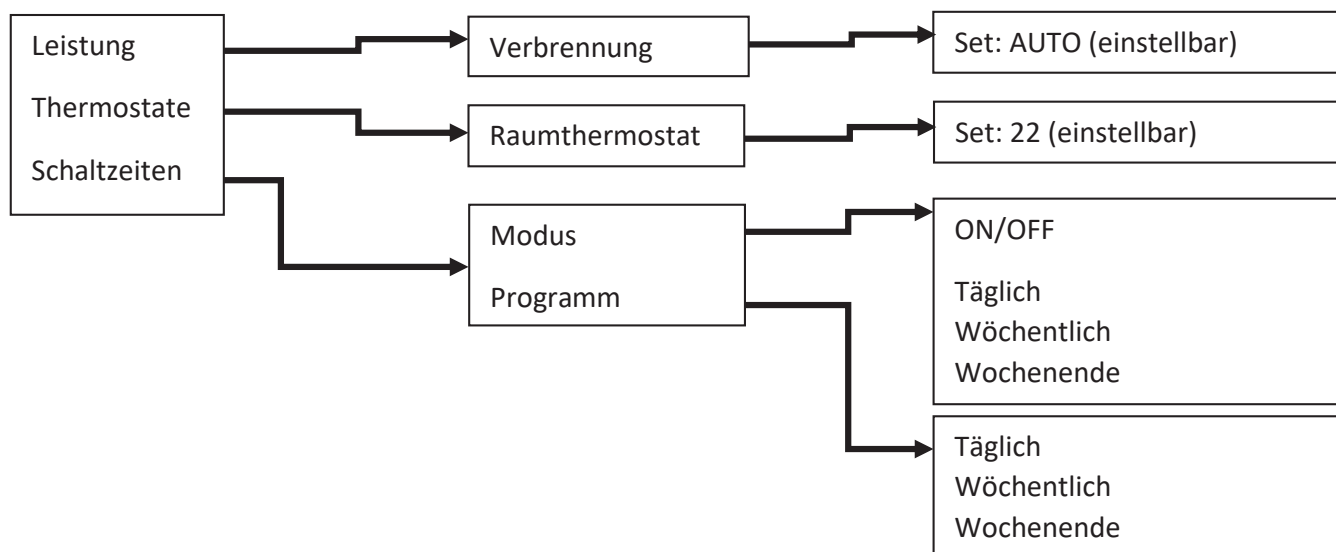 Leistung
Thermostate
Schaltzeiten
Verbrennung
Set: AUTO (einstellbar)
Raumthermostat
Set: 22 (einstellbar)
Modus
Programm
ON/OFF
Täglich
Wöchentlich
Wochenende
Täglich
Wöchentlich
Wochenende